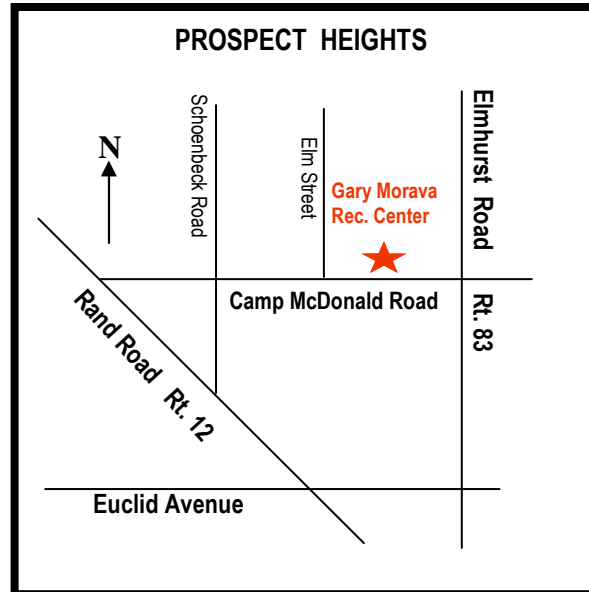 PROSPECT HEIGHTS
N
Schoenbeck Road
Elm Street
Elmhurst Road
Gary Morava
Rec. Center
Camp McDonald Road
Rt. 83
Rand Road Rt. 12
Euclid Avenue